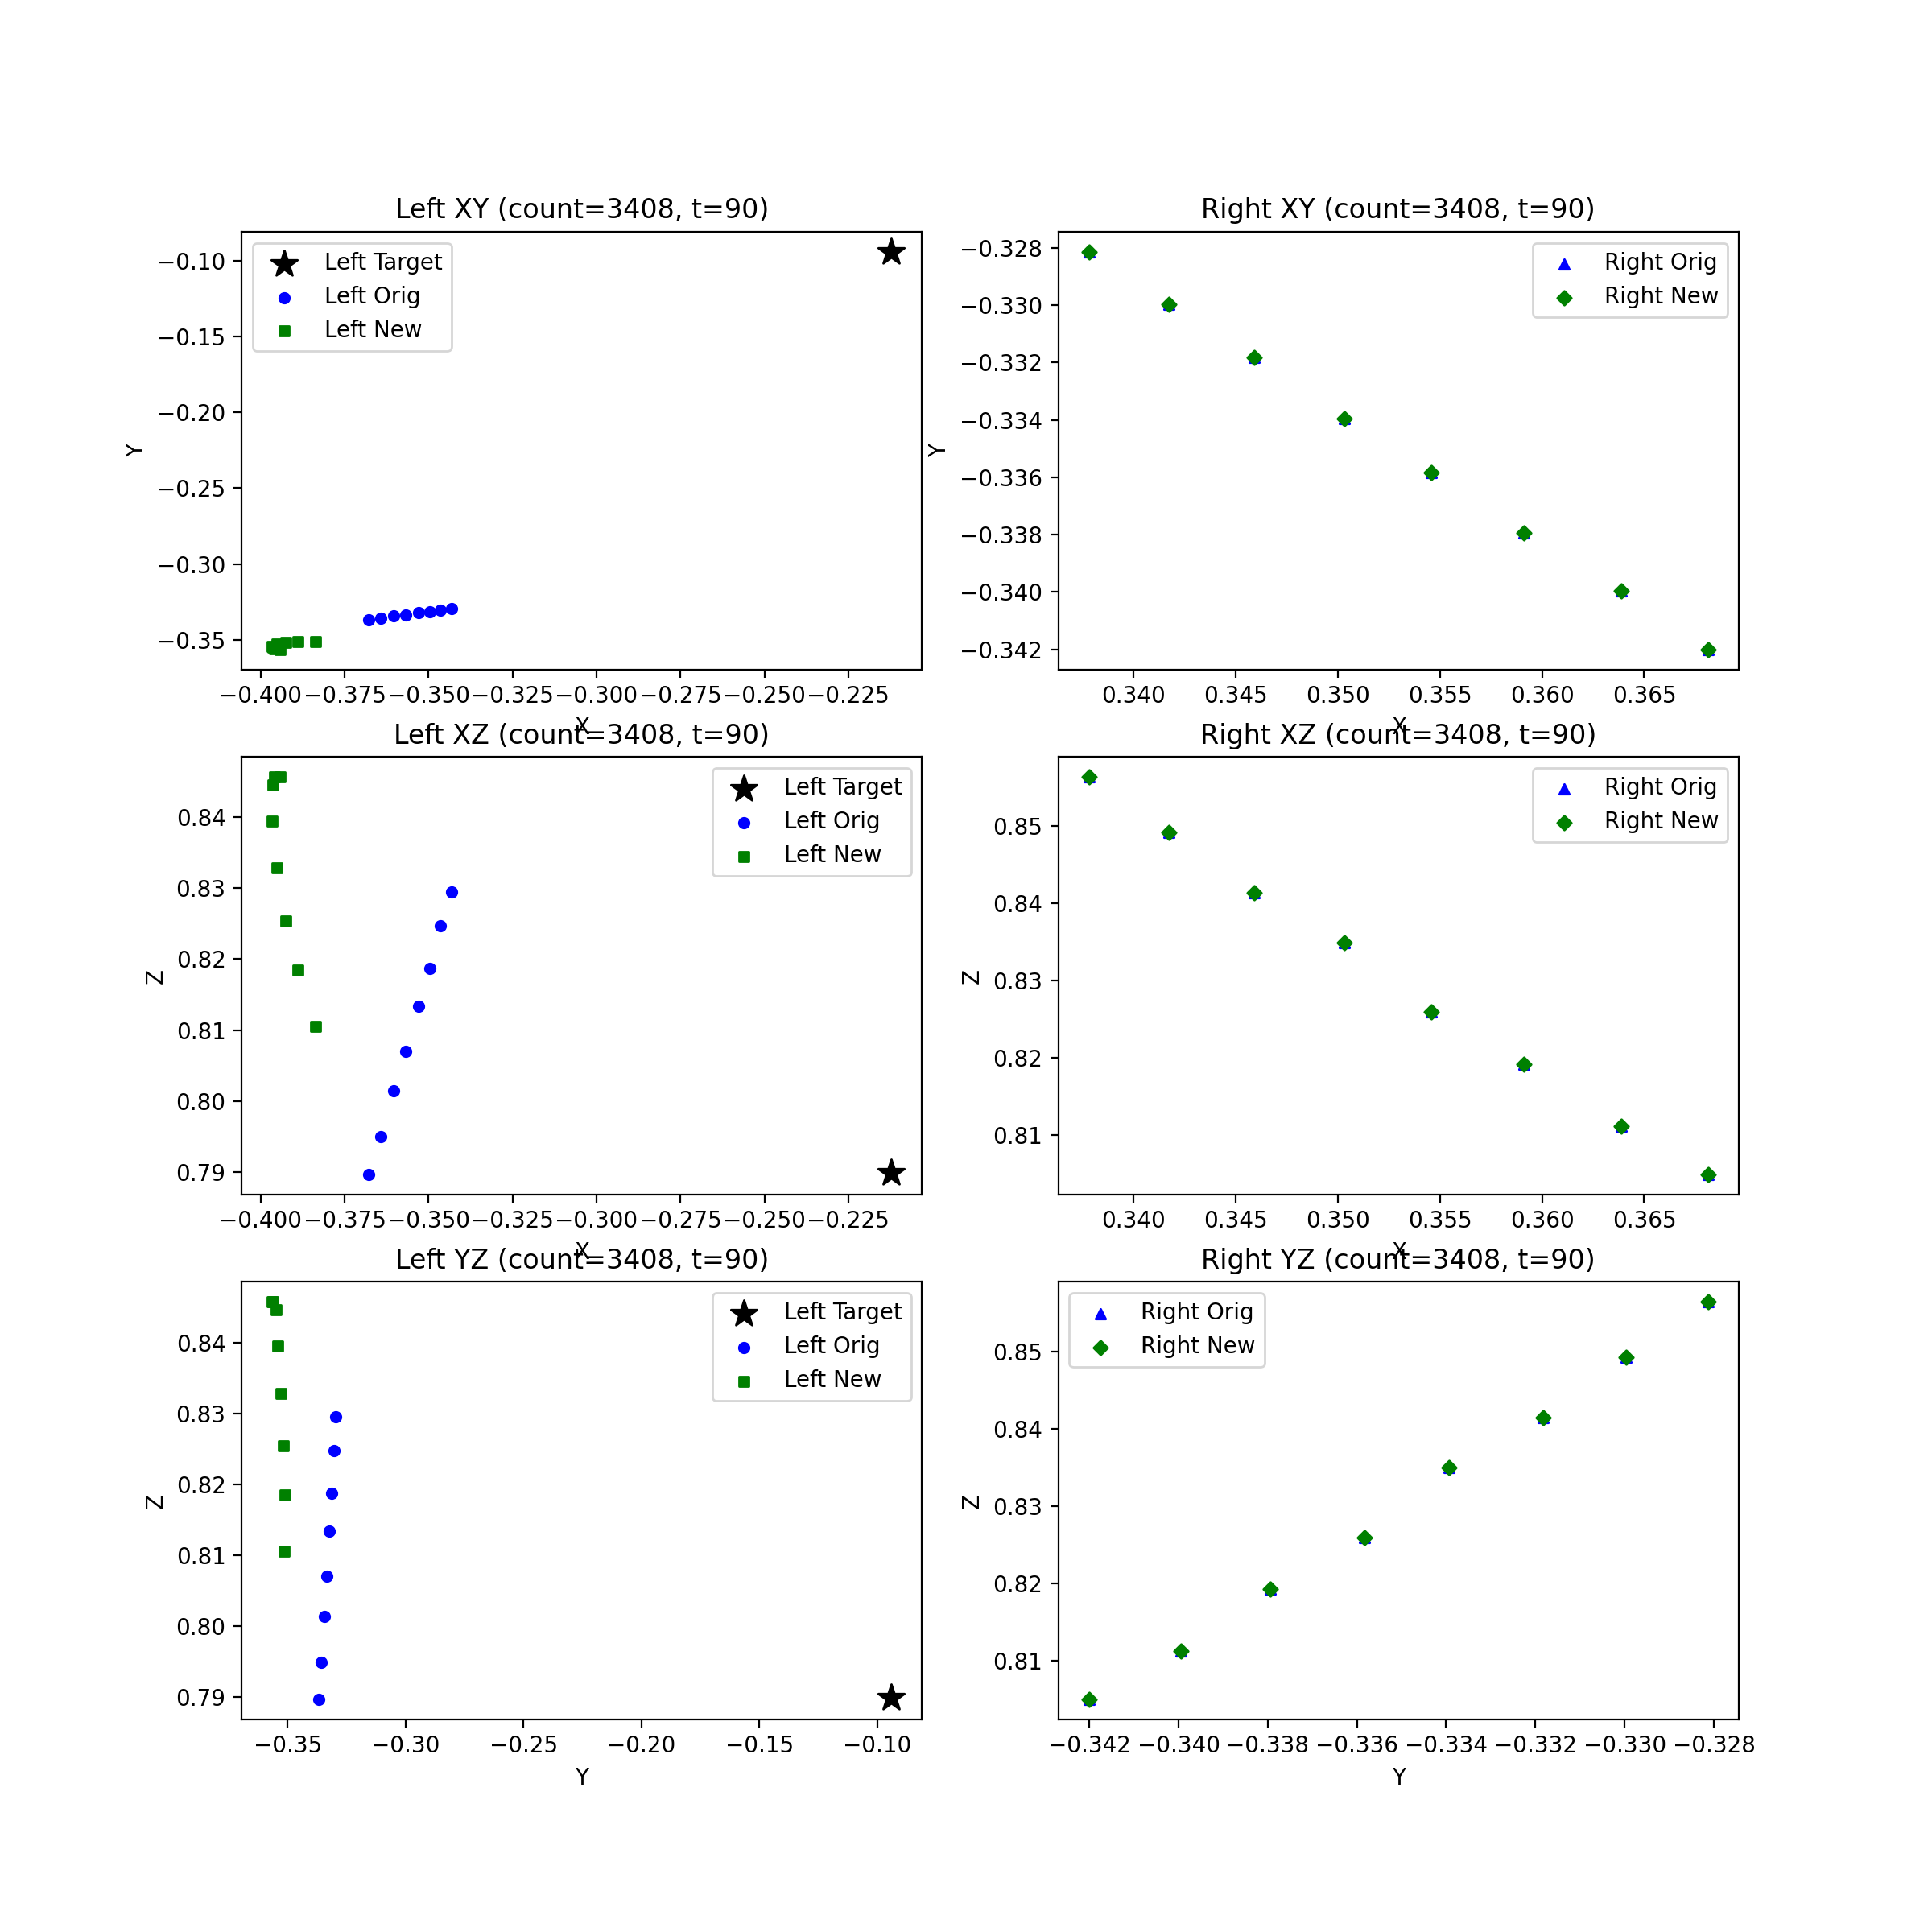 Left XY (count=3408, t=90)
Y
−0.10
−0.15
−0.20
−0.25
−0.30
−0.35
Left Target
Left Orig
Left New
−0.400 −0.375 −0.350 −0.325 −0.300 −0.275 −0.250 −0.225
X
Right XY (count=3408, t=90)
Y
−0.328
−0.330
−0.332
−0.334
−0.336
−0.338
−0.340
−0.342
Right Orig
Right New
0.340 0.345 0.350 0.355 0.360 0.365
X
Left XZ (count=3408, t=90)
Z
0.84
0.83
0.82
0.81
0.80
0.79
Left Target
Left Orig
Left New
−0.400 −0.375 −0.350 −0.325 −0.300 −0.275 −0.250 −0.225
X
Right XZ (count=3408, t=90)
Z
0.85
0.84
0.83
0.82
0.81
Right Orig
Right New
0.340 0.345 0.350 0.355 0.360 0.365
X
Left YZ (count=3408, t=90)
Z
0.84
0.83
0.82
0.81
0.80
0.79
Left Target
Left Orig
Left New
−0.35 −0.30 −0.25 −0.20 −0.15 −0.10
Y
Right YZ (count=3408, t=90)
Z
0.85
0.84
0.83
0.82
0.81
Right Orig
Right New
−0.342 −0.340 −0.338 −0.336 −0.334 −0.332 −0.330 −0.328
Y